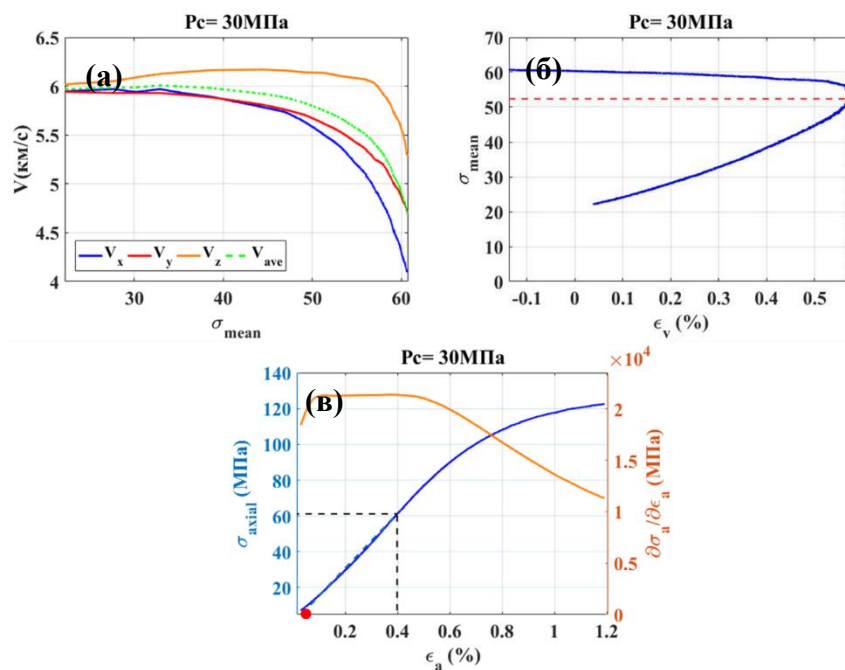 Pc= 30МПа
(а)
6.5
6
5.5
5
4.5
4
V(км/с)
V_x V_y V_z V_ave
30 40 50 60
σ_mean
Pc= 30МПа
(б)
70
60
50
40
30
20
10
0
σ_mean
-0.1 0 0.1 0.2 0.3 0.4 0.5
ϵ_v (%)
Pc= 30МПа
×10^4
(в)
140
120
100
80
60
40
20
σ_axial (МПа)
2
1.5
1
0.5
0
∂σ_a/∂ϵ_a (МПа)
0.2 0.4 0.6 0.8 1 1.2
ϵ_a (%)